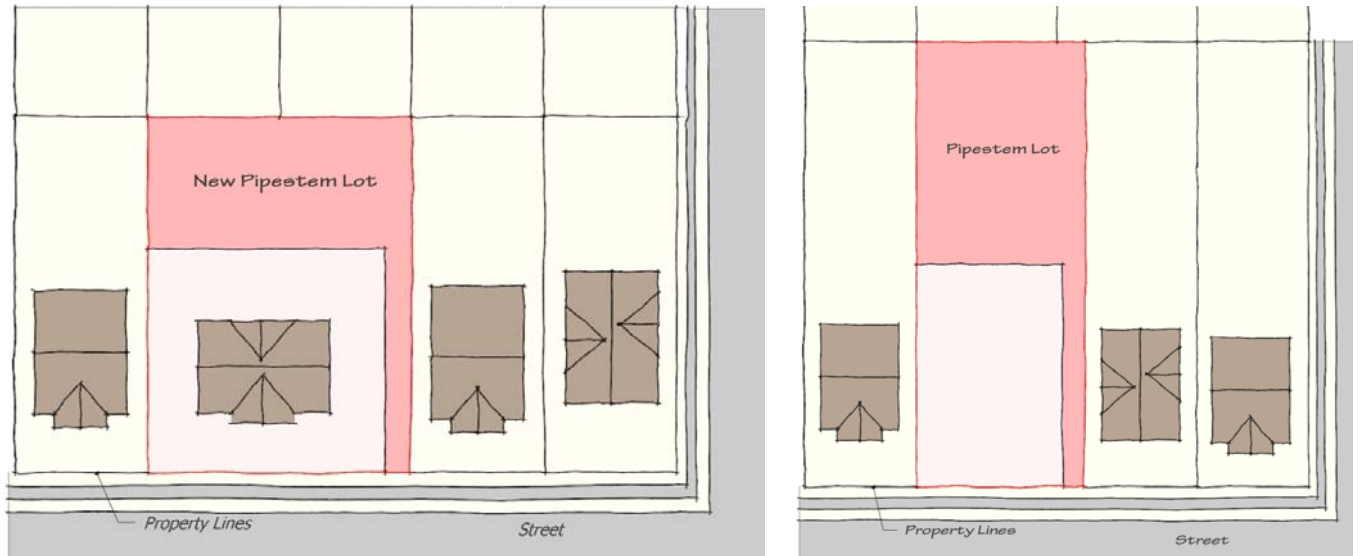 New Pipestem Lot
Property Lines
Street
Pipestem Lot
Property Lines
Street